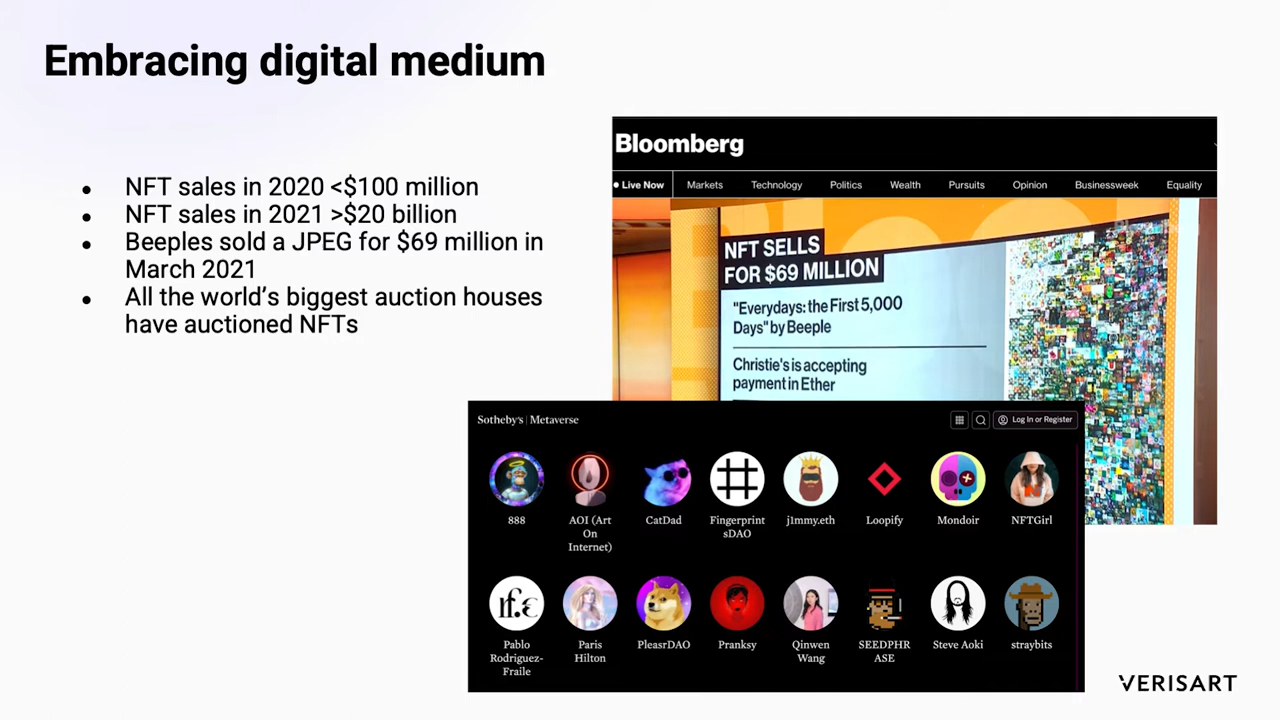 Embracing digital medium
● NFT sales in 2020 <$100 million
● NFT sales in 2021 >$20 billion
● Beeples sold a JPEG for $69 million in
March 2021
● All the world’s biggest auction houses
have auctioned NFTs
Bloomberg
● Live Now Markets Technology Politics Wealth Pursuits Opinion Businessweek Equality
NFT SELLS
FOR $69 MILLION
"Everydays: the First 5,000
Days" by Beeple
Christie's is accepting
payment in Ether
Sotheby's | Metaverse
Log In or Register
888
AOI (Art
On
Internet)
CatDad
Fingerprint
sDAO
j1mmy.eth
Loopify
Mondoir
NFTGirl
Pablo
Rodriguez-
Fraile
Paris
Hilton
PleasrDAO
Pranksy
Qinwen
Wang
SEEDPHR
ASE
Steve Aoki
straybits
VERISART